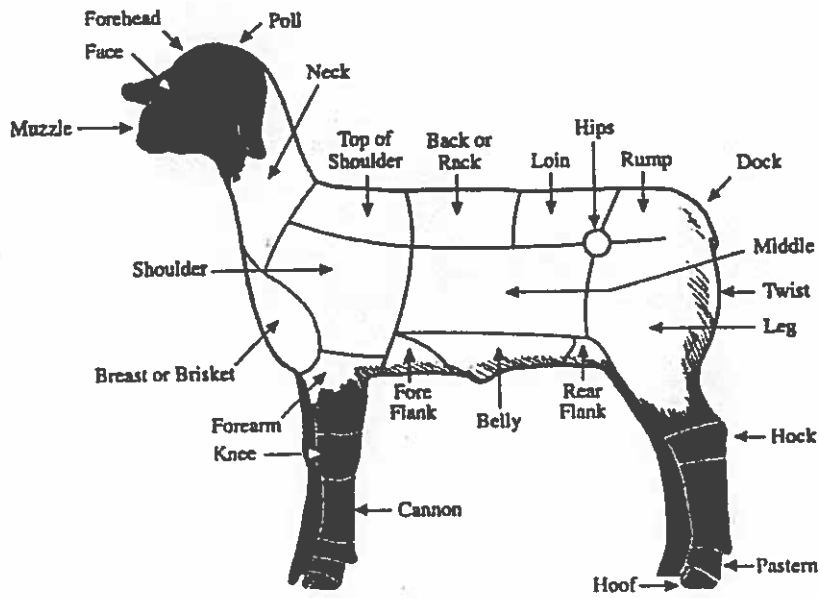 Forehead
Poll
Face
Neck
Muzzle
Top of
Shoulder
Back or
Rack
Loin
Hips
Rump
Dock
Shoulder
Middle
Twist
Leg
Breast or Brisket
Fore
Flank
Belly
Rear
Flank
Forearm
Knee
Hock
Cannon
Pastern
Hoof